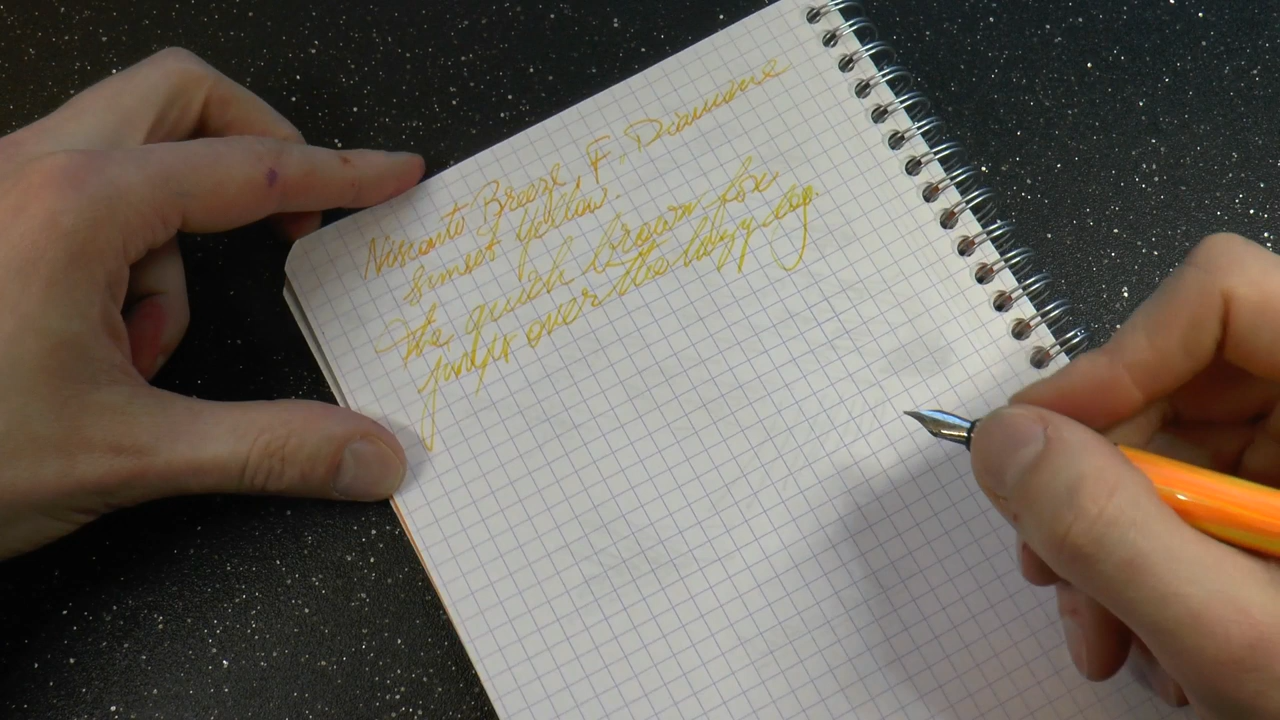 Visconti Breeze F. Diamine
Sunset Yellow.
The quick brown fox
jumps over the lazy dog.